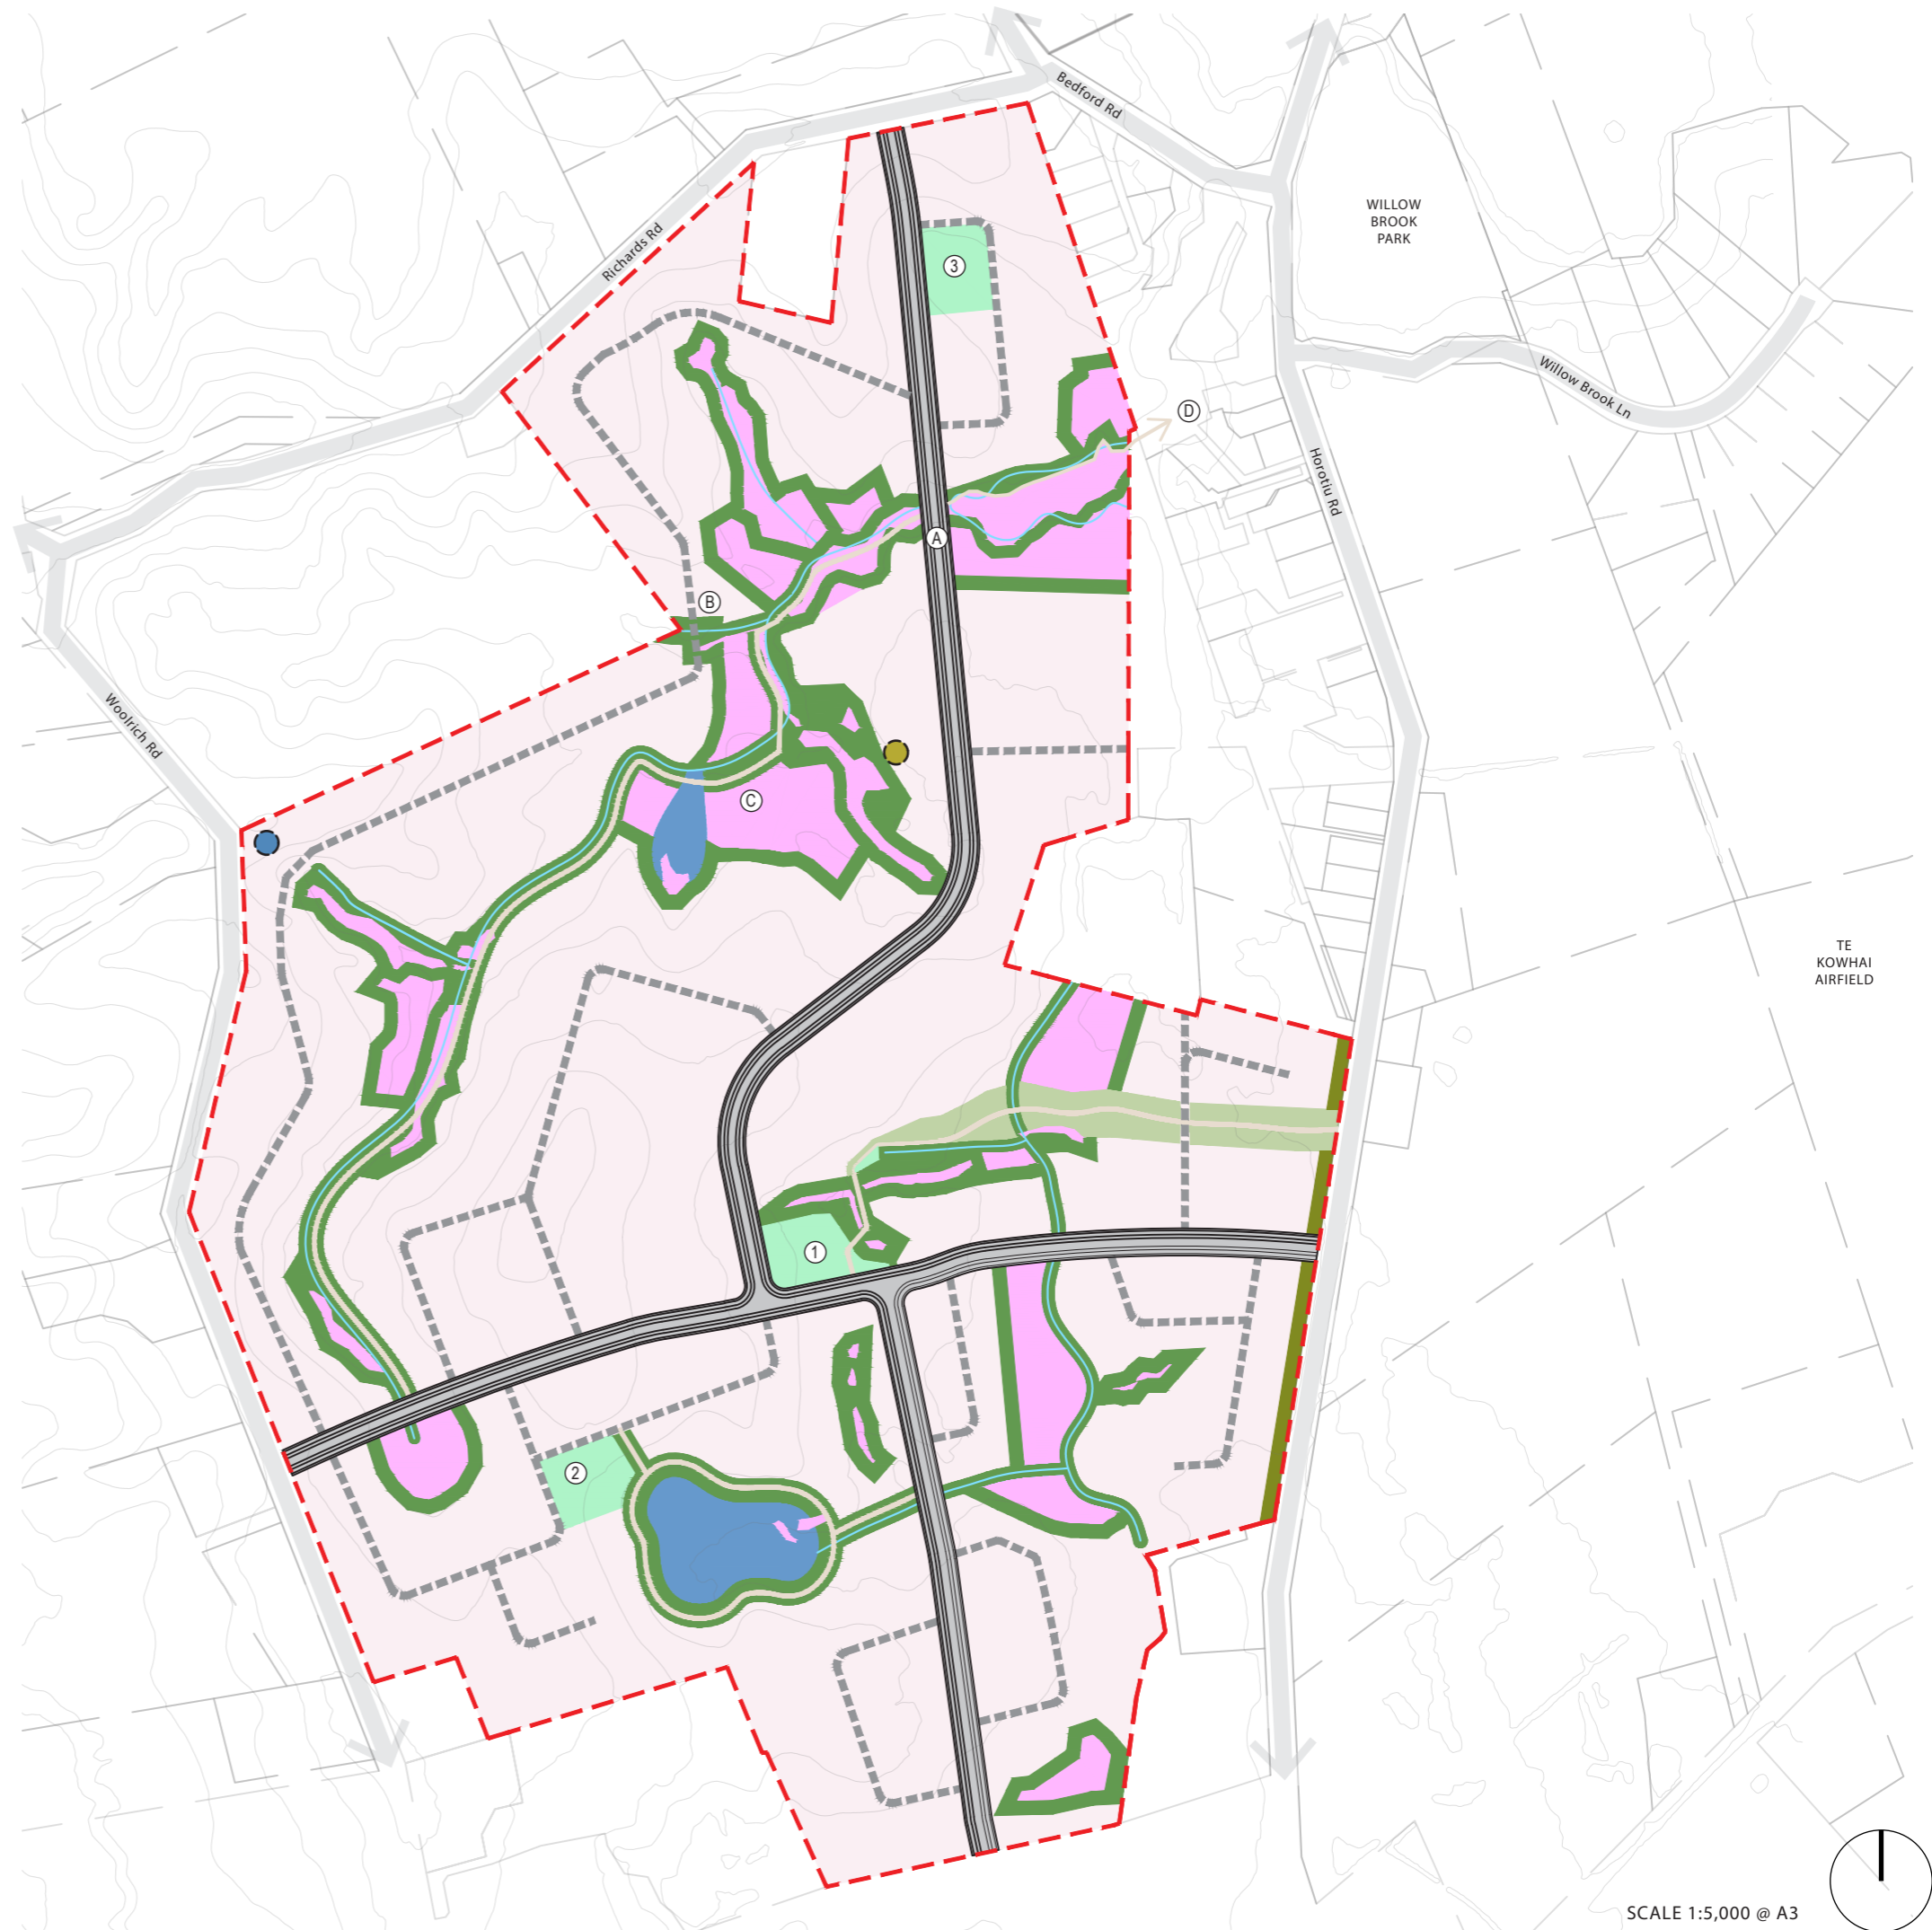 Bedford Rd
WILLOW
BROOK
PARK
Richards Rd
3
Willow Brook Ln
D
Horotiu Rd
A
B
Woolrich Rd
C
TE
KOWHAI
AIRFIELD
1
2
SCALE 1:5,000 @ A3